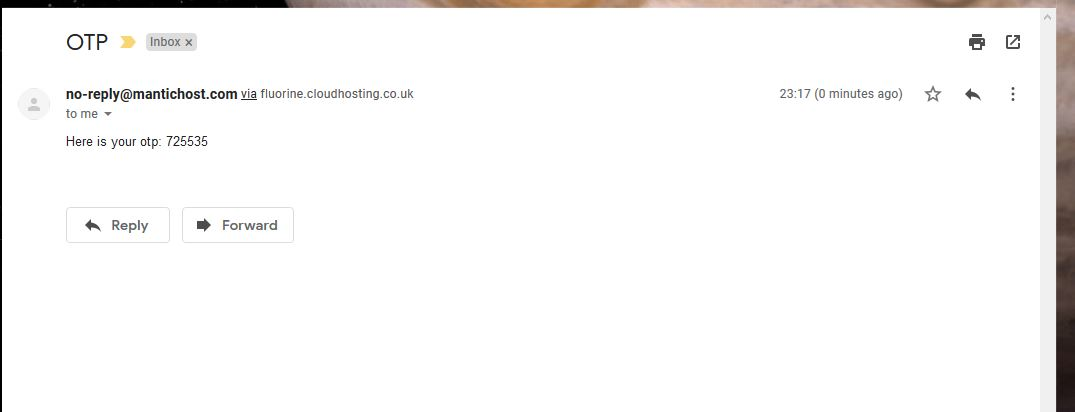 OTP Inbox ×
no-reply@mantichost.com via fluorine.cloudhosting.co.uk 23:17 (0 minutes ago)
to me
Here is your otp: 725535
Reply Forward